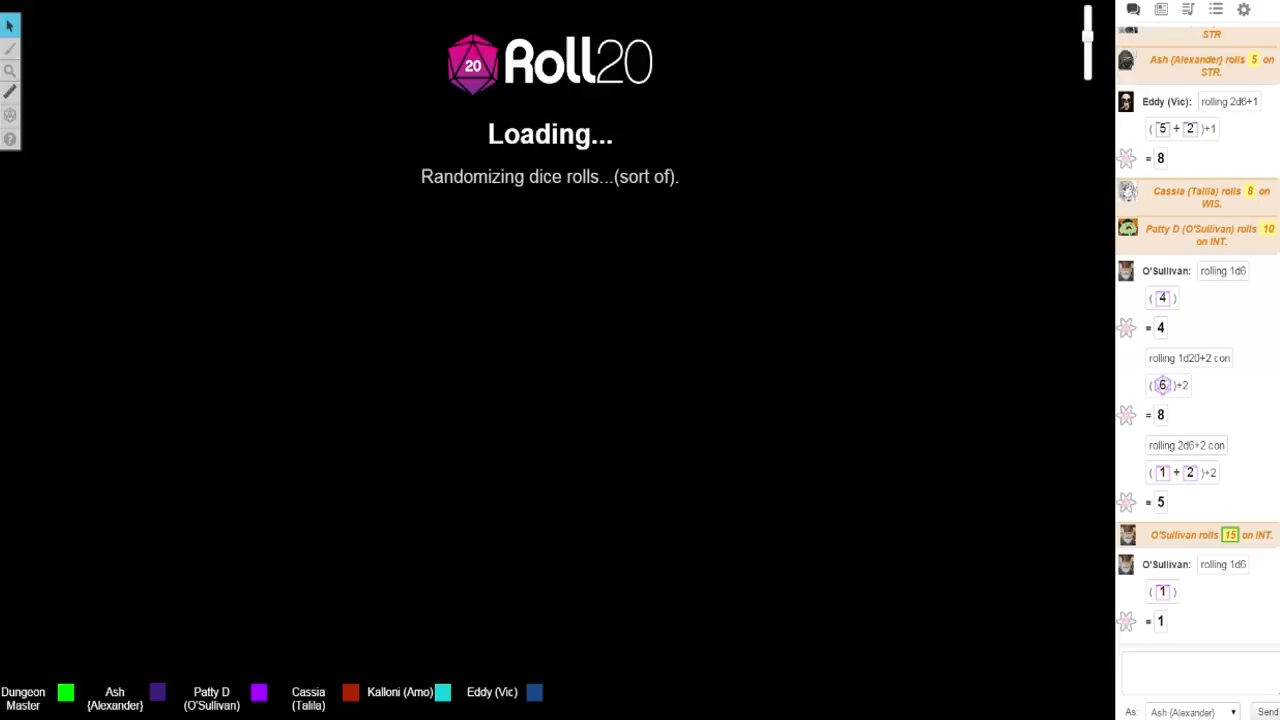 20 Roll20
Loading...
Randomizing dice rolls...(sort of).
STR
Ash {Alexander} rolls 5 on
STR.
Eddy (Vic): rolling 2d6+1
( 5 + 2 )+1
= 8
Cassia (Talila) rolls 8 on
WIS.
Patty D (O'Sullivan) rolls 10
on INT.
O'Sullivan: rolling 1d6
( 4 )
= 4
rolling 1d20+2 con
( 6 )+2
= 8
rolling 2d6+2 con
( 1 + 2 )+2
= 5
O'Sullivan rolls 15 on INT.
O'Sullivan: rolling 1d6
( 1 )
= 1
As: Ash {Alexander} Send
Dungeon
Master
Ash
{Alexander}
Patty D
(O'Sullivan)
Cassia
(Talila)
Kalloni (Amo)
Eddy (Vic)